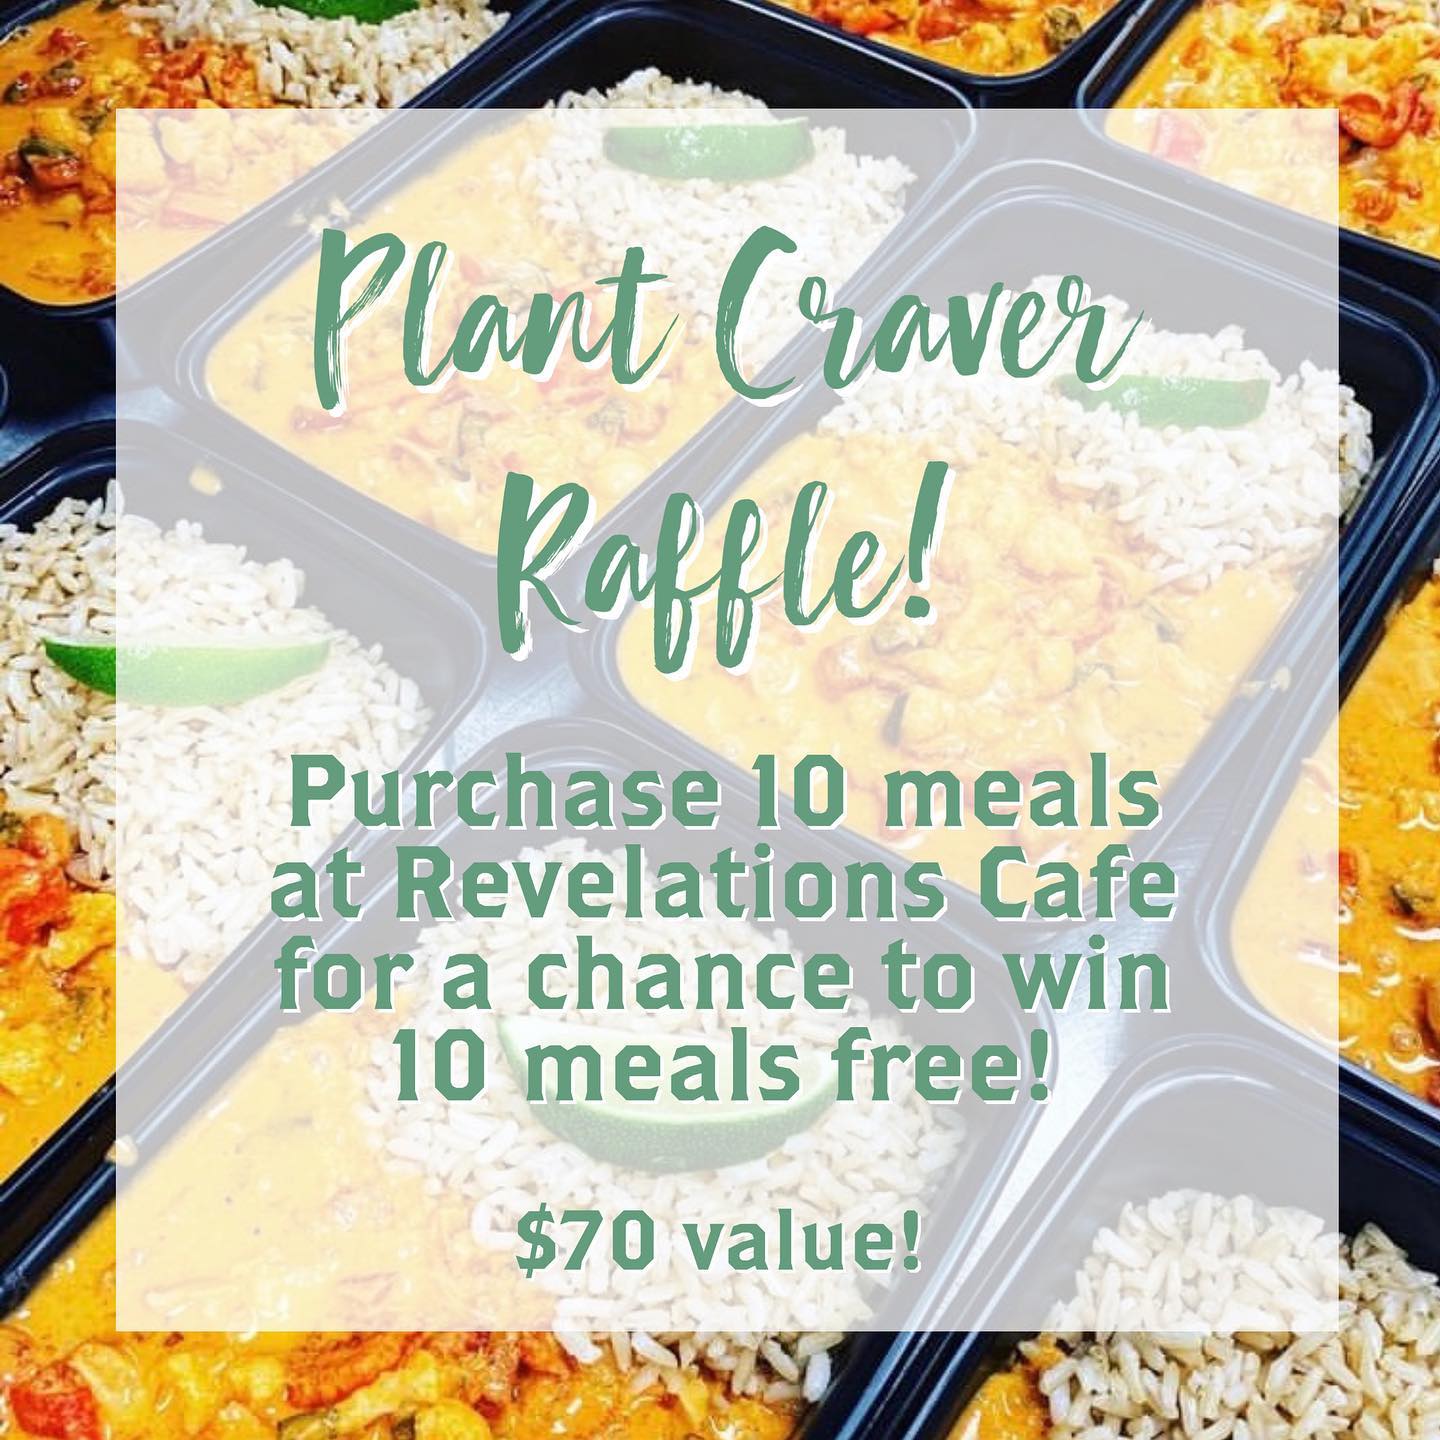 Plant Craver
Raffle!
Purchase 10 meals
at Revelations Cafe
for a chance to win
10 meals free!
$70 value!